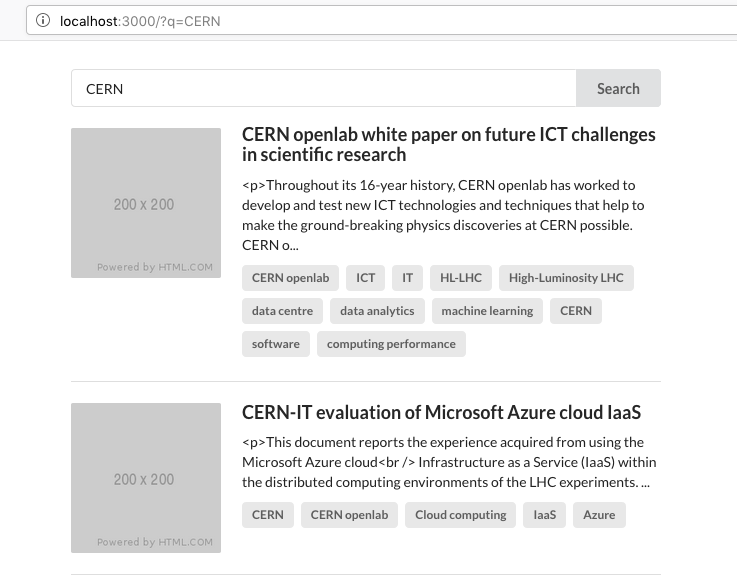 localhost:3000/?q=CERN
CERN
Search
200 x 200
Powered by HTML.COM
CERN openlab white paper on future ICT challenges
in scientific research
<p>Throughout its 16-year history, CERN openlab has worked to
develop and test new ICT technologies and techniques that help to
make the ground-breaking physics discoveries at CERN possible.
CERN o...
CERN openlab ICT IT HL-LHC High-Luminosity LHC
data centre data analytics machine learning CERN
software computing performance
200 x 200
Powered by HTML.COM
CERN-IT evaluation of Microsoft Azure cloud IaaS
<p>This document reports the experience acquired from using the
Microsoft Azure cloud<br /> Infrastructure as a Service (IaaS) within
the distributed computing environments of the LHC experiments. ...
CERN CERN openlab Cloud computing IaaS Azure